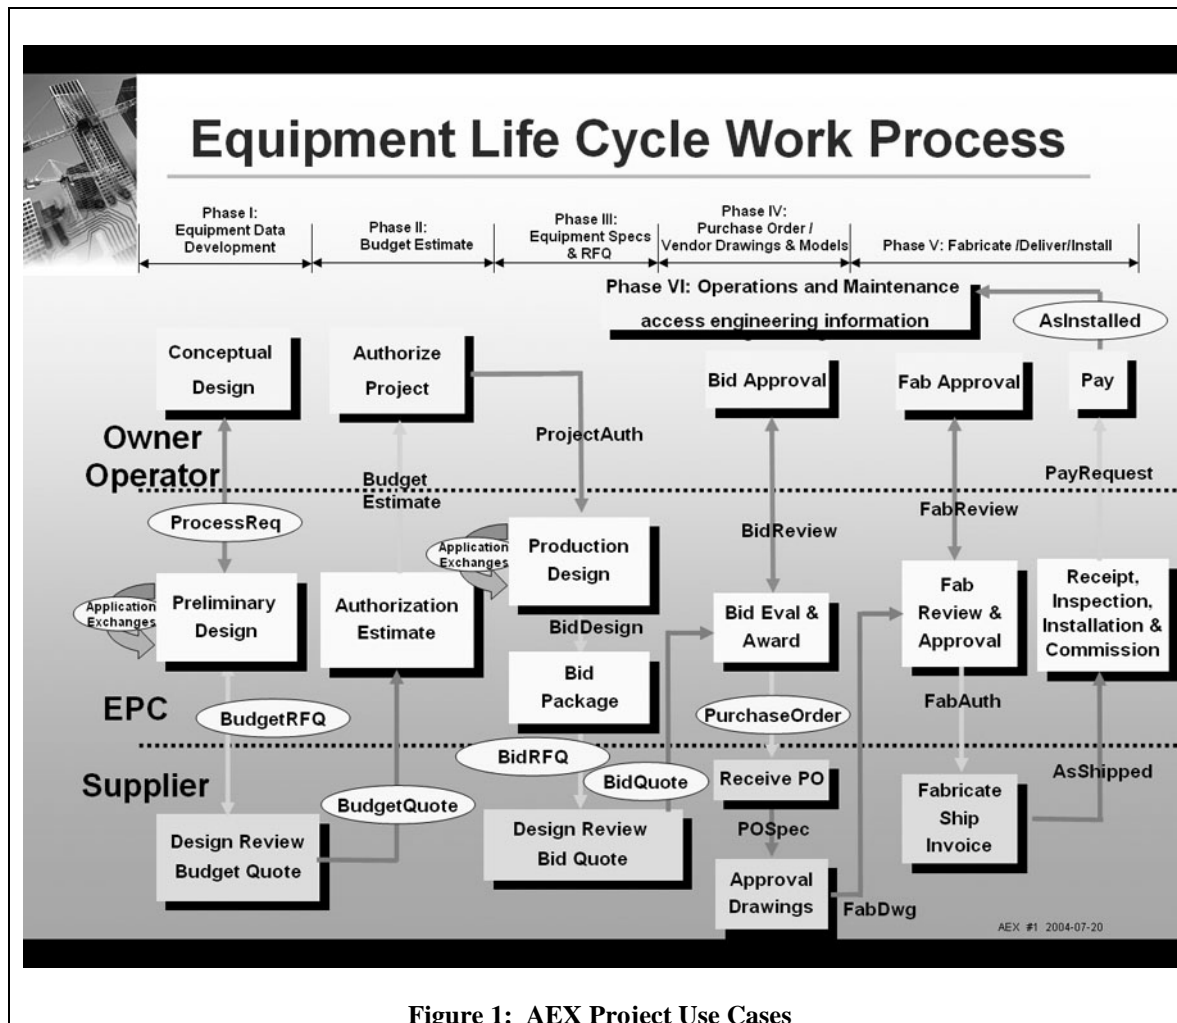 Equipment Life Cycle Work Process
Phase I:
Equipment Data
Development
Phase II:
Budget Estimate
Phase III:
Equipment Specs
& RFQ
Phase IV:
Purchase Order /
Vendor Drawings & Models
Phase V: Fabricate /Deliver/Install
Phase VI: Operations and Maintenance
access engineering information
AsInstalled
Conceptual
Design
Authorize
Project
Bid Approval
Fab Approval
Pay
Owner
Operator
ProjectAuth
Budget
Estimate
PayRequest
ProcessReq
BidReview
FabReview
Application
Exchanges
Production
Design
Application
Exchanges
Preliminary
Design
Authorization
Estimate
BidDesign
Bid Eval &
Award
Fab
Review &
Approval
Receipt,
Inspection,
Installation &
Commission
EPC
BudgetRFQ
Bid
Package
PurchaseOrder
FabAuth
Supplier
BidRFQ
BidQuote
Receive PO
AsShipped
BudgetQuote
Design Review
Budget Quote
Design Review
Bid Quote
POSpec
Fabricate
Ship
Invoice
Approval
Drawings
FabDwg
AEX #1 2004-07-20
Figure 1: AEX Project Use Cases